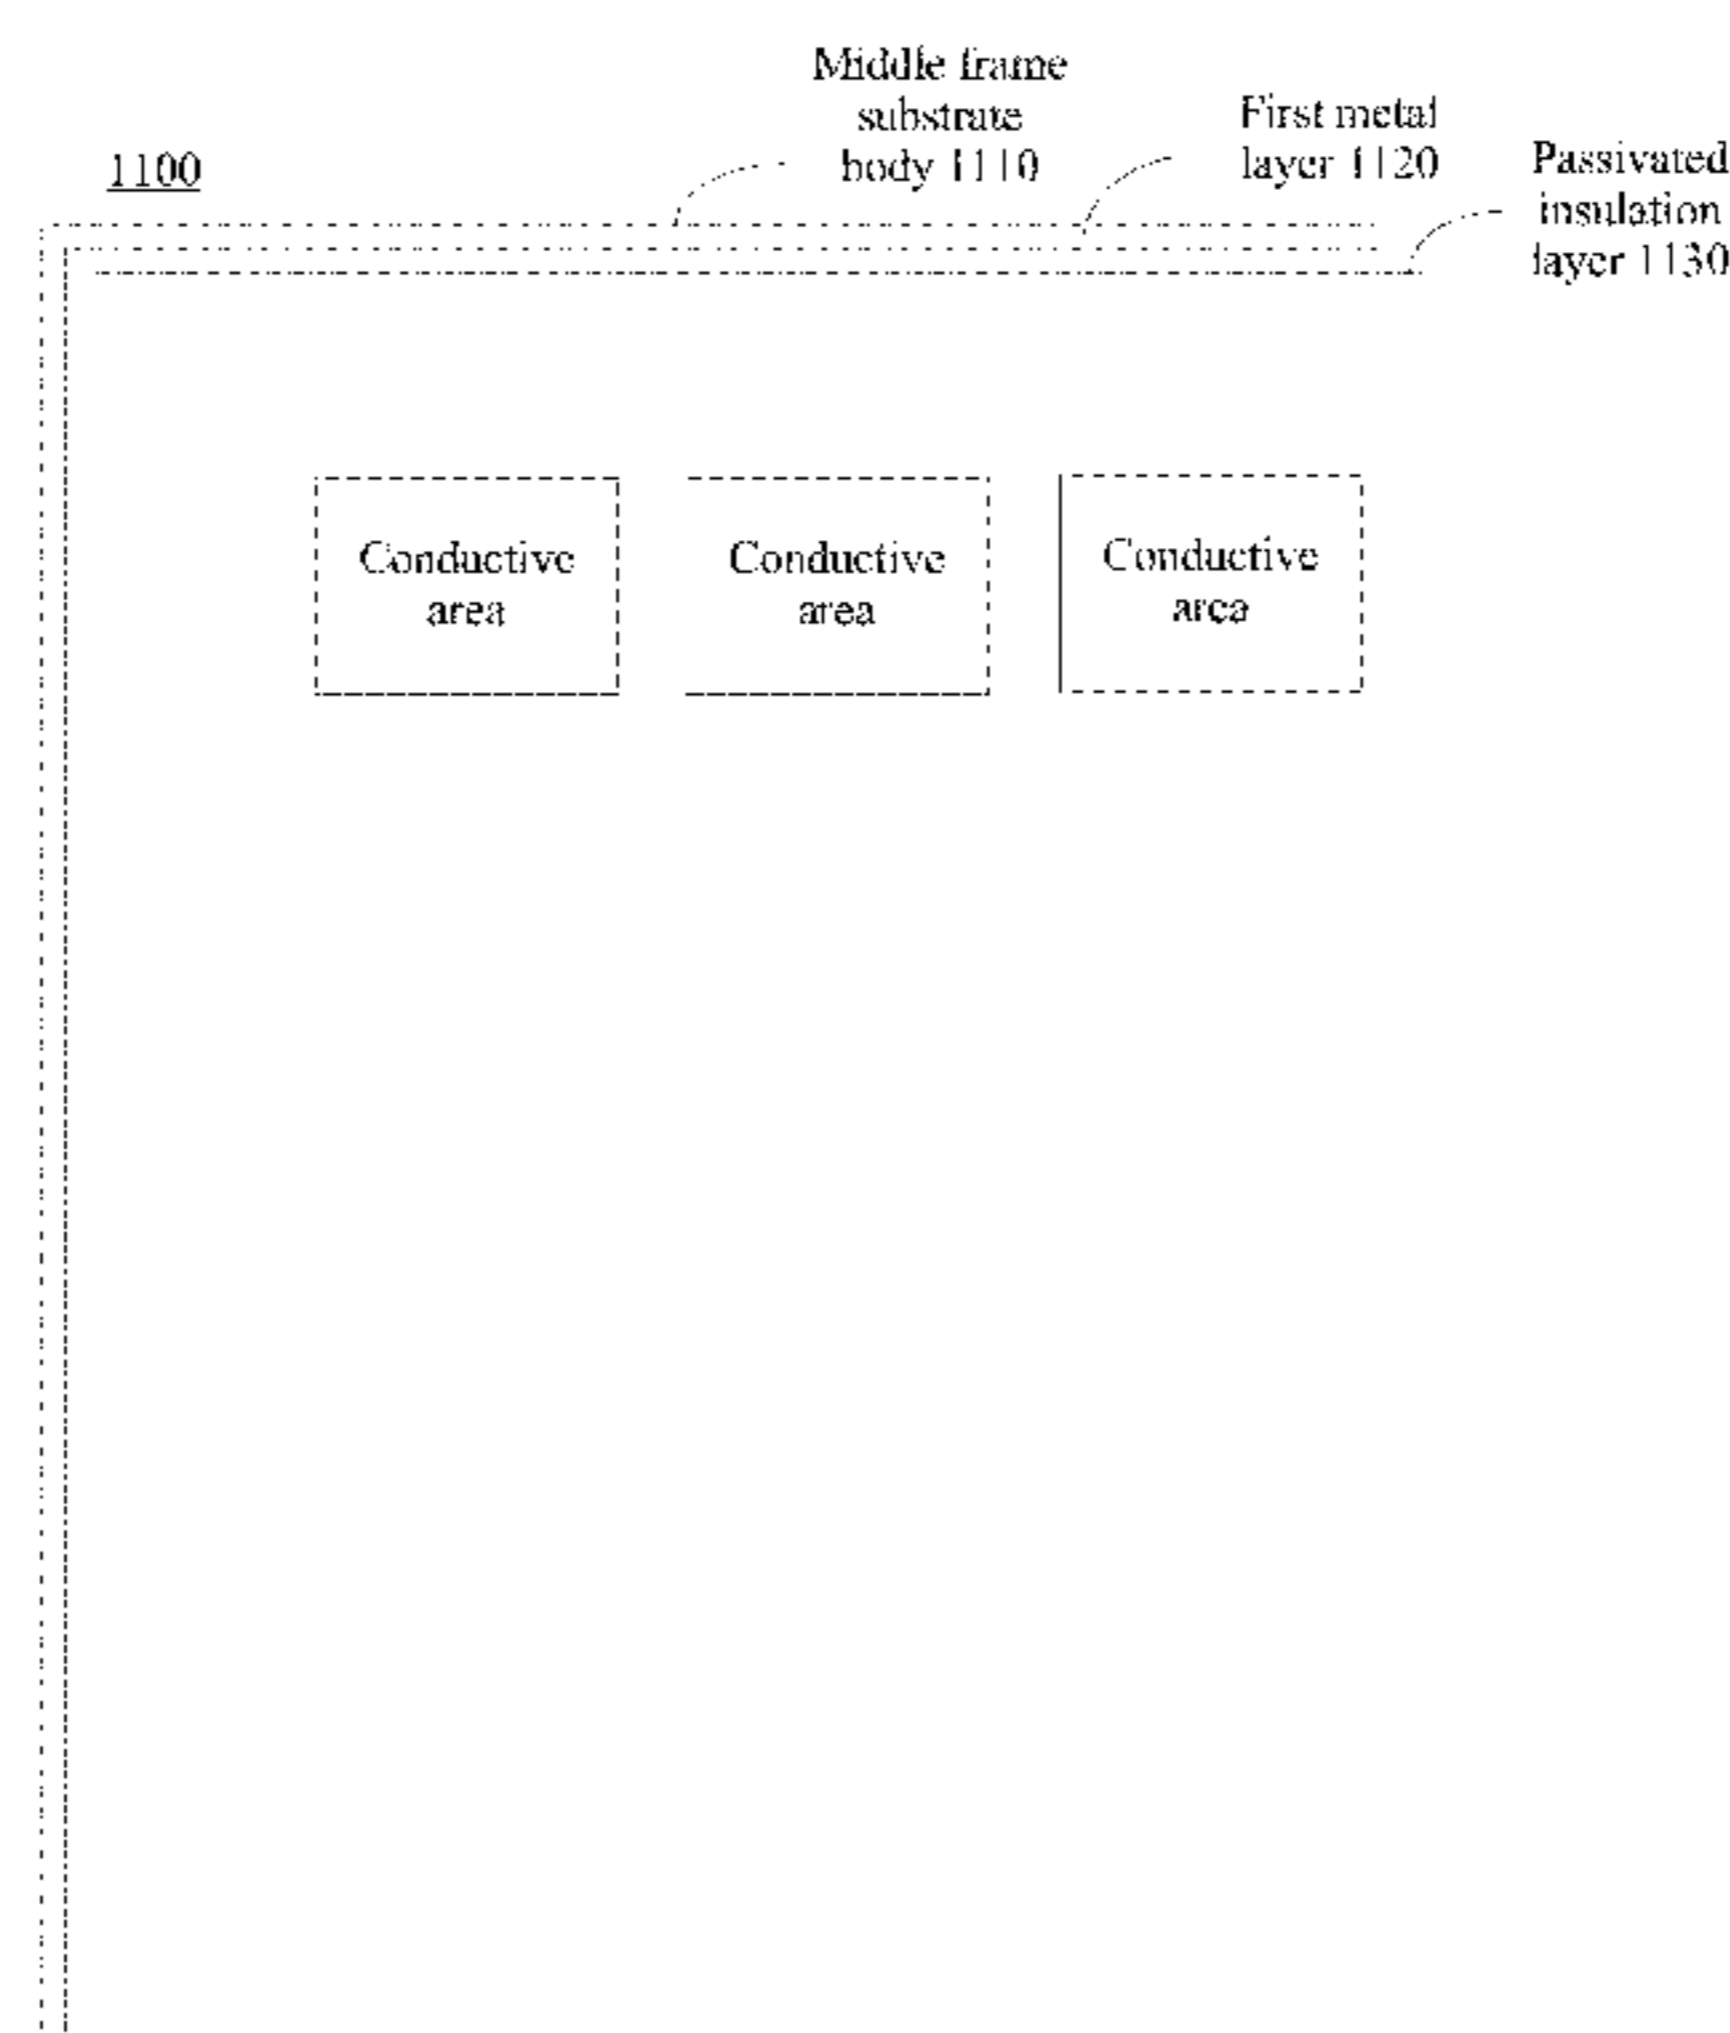 1100
Middle frame
substrate
body 1110
First metal
layer 1120
Passivated
insulation
layer 1130
Conductive
area
Conductive
area
Conductive
area